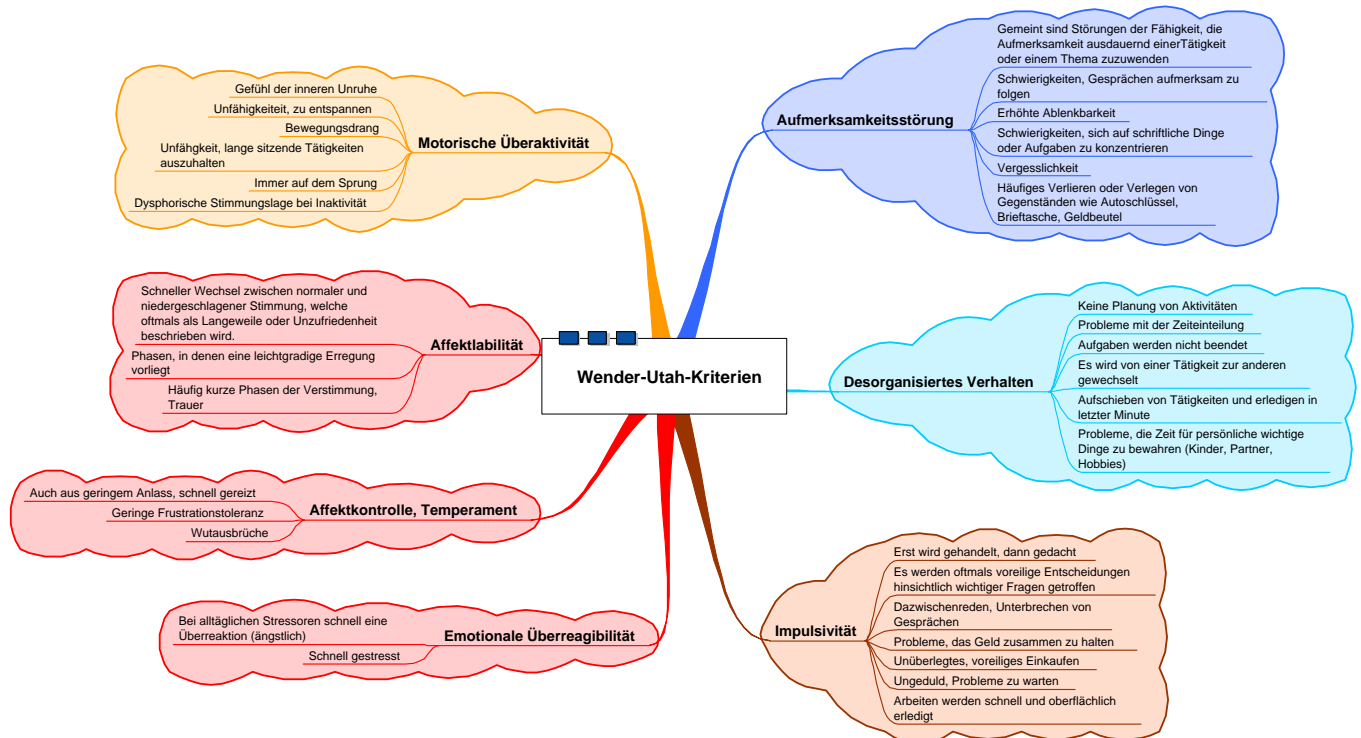 Wender-Utah-Kriterien
Aufmerksamkeitsstörung
Gemeint sind Störungen der Fähigkeit, die
Aufmerksamkeit ausdauernd einerTätigkeit
oder einem Thema zuzuwenden
Schwierigkeiten, Gesprächen aufmerksam zu
folgen
Erhöhte Ablenkbarkeit
Schwierigkeiten, sich auf schriftliche Dinge
oder Aufgaben zu konzentrieren
Vergesslichkeit
Häufiges Verlieren oder Verlegen von
Gegenständen wie Autoschlüssel,
Brieftasche, Geldbeutel
Desorganisiertes Verhalten
Keine Planung von Aktivitäten
Probleme mit der Zeiteinteilung
Aufgaben werden nicht beendet
Es wird von einer Tätigkeit zur anderen
gewechselt
Aufschieben von Tätigkeiten und erledigen in
letzter Minute
Probleme, die Zeit für persönliche wichtige
Dinge zu bewahren (Kinder, Partner,
Hobbies)
Impulsivität
Erst wird gehandelt, dann gedacht
Es werden oftmals voreilige Entscheidungen
hinsichtlich wichtiger Fragen getroffen
Dazwischenreden, Unterbrechen von
Gesprächen
Probleme, das Geld zusammen zu halten
Unüberlegtes, voreiliges Einkaufen
Ungeduld, Probleme zu warten
Arbeiten werden schnell und oberflächlich
erledigt
Emotionale Überreagibilität
Bei alltäglichen Stressoren schnell eine
Überreaktion (ängstlich)
Schnell gestresst
Affektkontrolle, Temperament
Auch aus geringem Anlass, schnell gereizt
Geringe Frustrationstoleranz
Wutausbrüche
Affektlabilität
Schneller Wechsel zwischen normaler und
niedergeschlagener Stimmung, welche
oftmals als Langeweile oder Unzufriedenheit
beschrieben wird.
Phasen, in denen eine leichtgradige Erregung
vorliegt
Häufig kurze Phasen der Verstimmung,
Trauer
Motorische Überaktivität
Gefühl der inneren Unruhe
Unfähigkeiteit, zu entspannen
Bewegungsdrang
Unfähgkeit, lange sitzende Tätigkeiten
auszuhalten
Immer auf dem Sprung
Dysphorische Stimmungslage bei Inaktivität